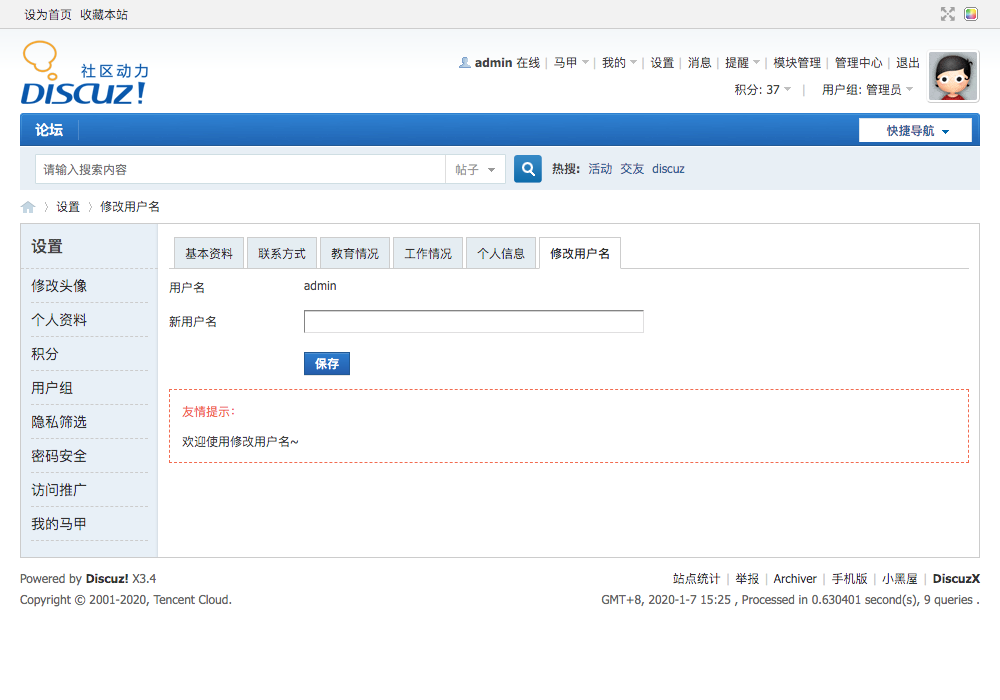 设为首页 收藏本站
社区动力
DISCUZ!
admin 在线 | 马甲 | 我的 | 设置 | 消息 | 提醒 | 模块管理 | 管理中心 | 退出
积分: 37 | 用户组: 管理员
论坛
快捷导航
请输入搜索内容
帖子
热搜: 活动 交友 discuz
设置 〉 修改用户名
设置
修改头像
个人资料
积分
用户组
隐私筛选
密码安全
访问推广
我的马甲
基本资料 联系方式 教育情况 工作情况 个人信息 修改用户名
用户名 admin
新用户名
保存
友情提示:
欢迎使用修改用户名~
Powered by Discuz! X3.4
Copyright © 2001-2020, Tencent Cloud.
站点统计 | 举报 | Archiver | 手机版 | 小黑屋 | DiscuzX
GMT+8, 2020-1-7 15:25 , Processed in 0.630401 second(s), 9 queries .